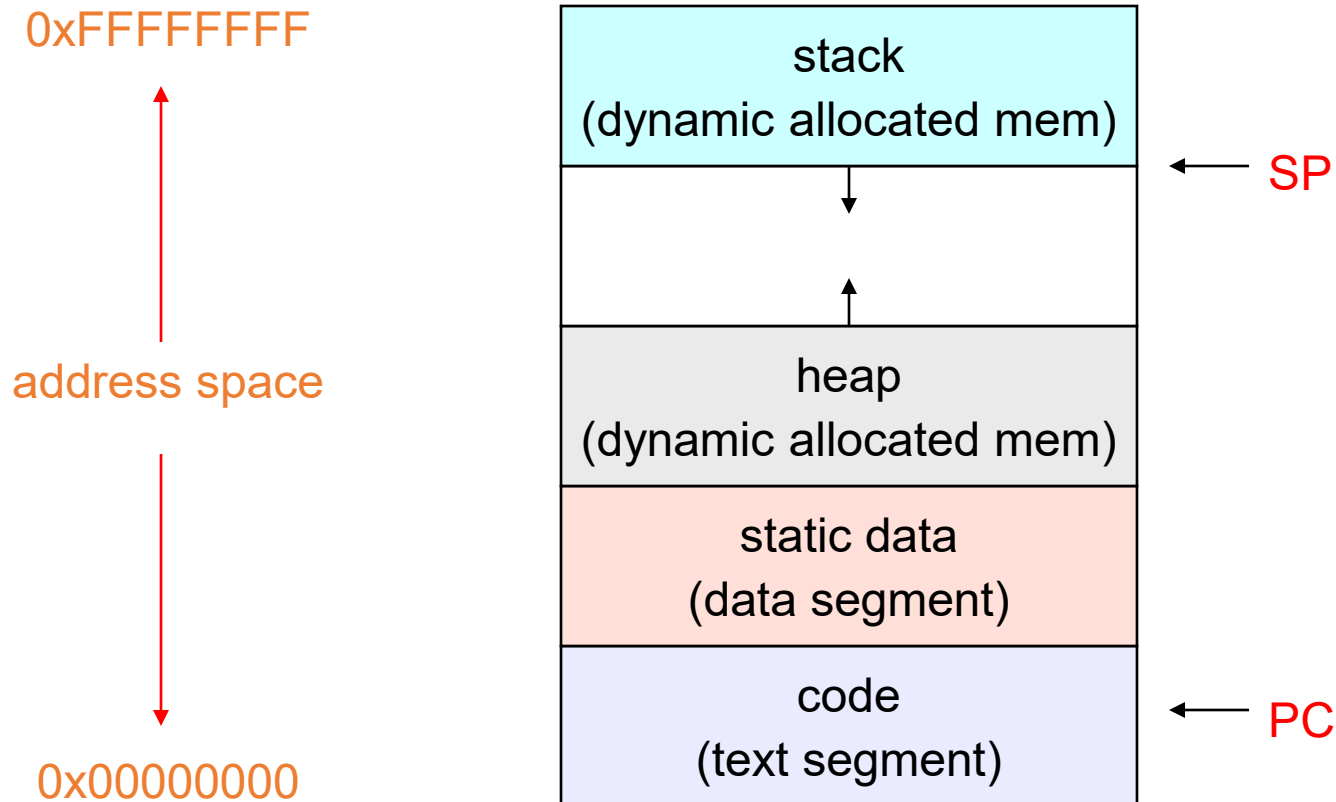 0xFFFFFFFF
address space
0x00000000
stack
(dynamic allocated mem)
SP
heap
(dynamic allocated mem)
static data
(data segment)
code
(text segment)
PC